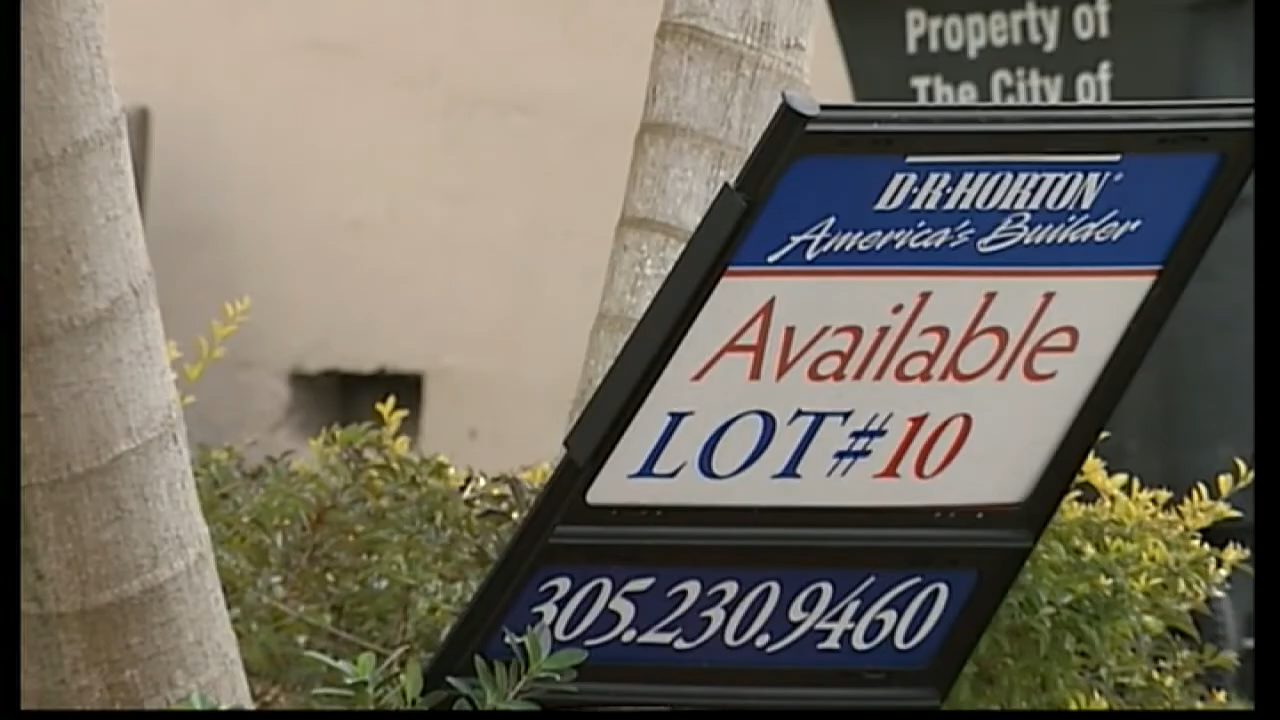 Property of
The City of
D·R·HORTON
America's Builder
Available
LOT#10
305.230.9460